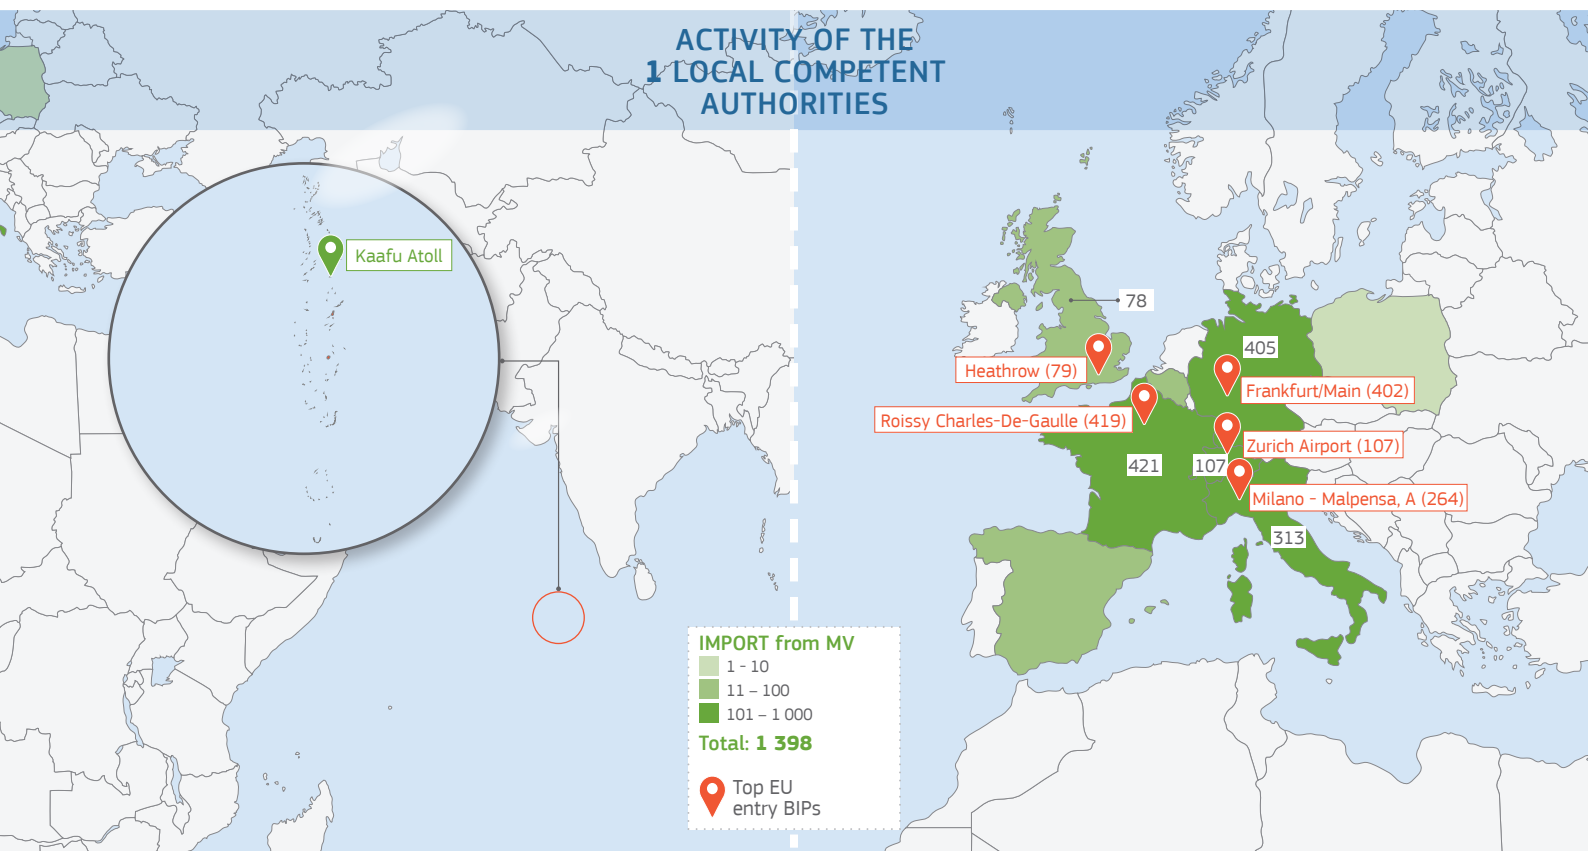 ACTIVITY OF THE
1 LOCAL COMPETENT
AUTHORITIES
Kaafu Atoll
78
405
Heathrow (79)
Frankfurt/Main (402)
Roissy Charles-De-Gaulle (419)
Zurich Airport (107)
421
107
Milano - Malpensa, A (264)
313
IMPORT from MV
1 - 10
11 – 100
101 – 1 000
Total: 1 398
Top EU
entry BIPs